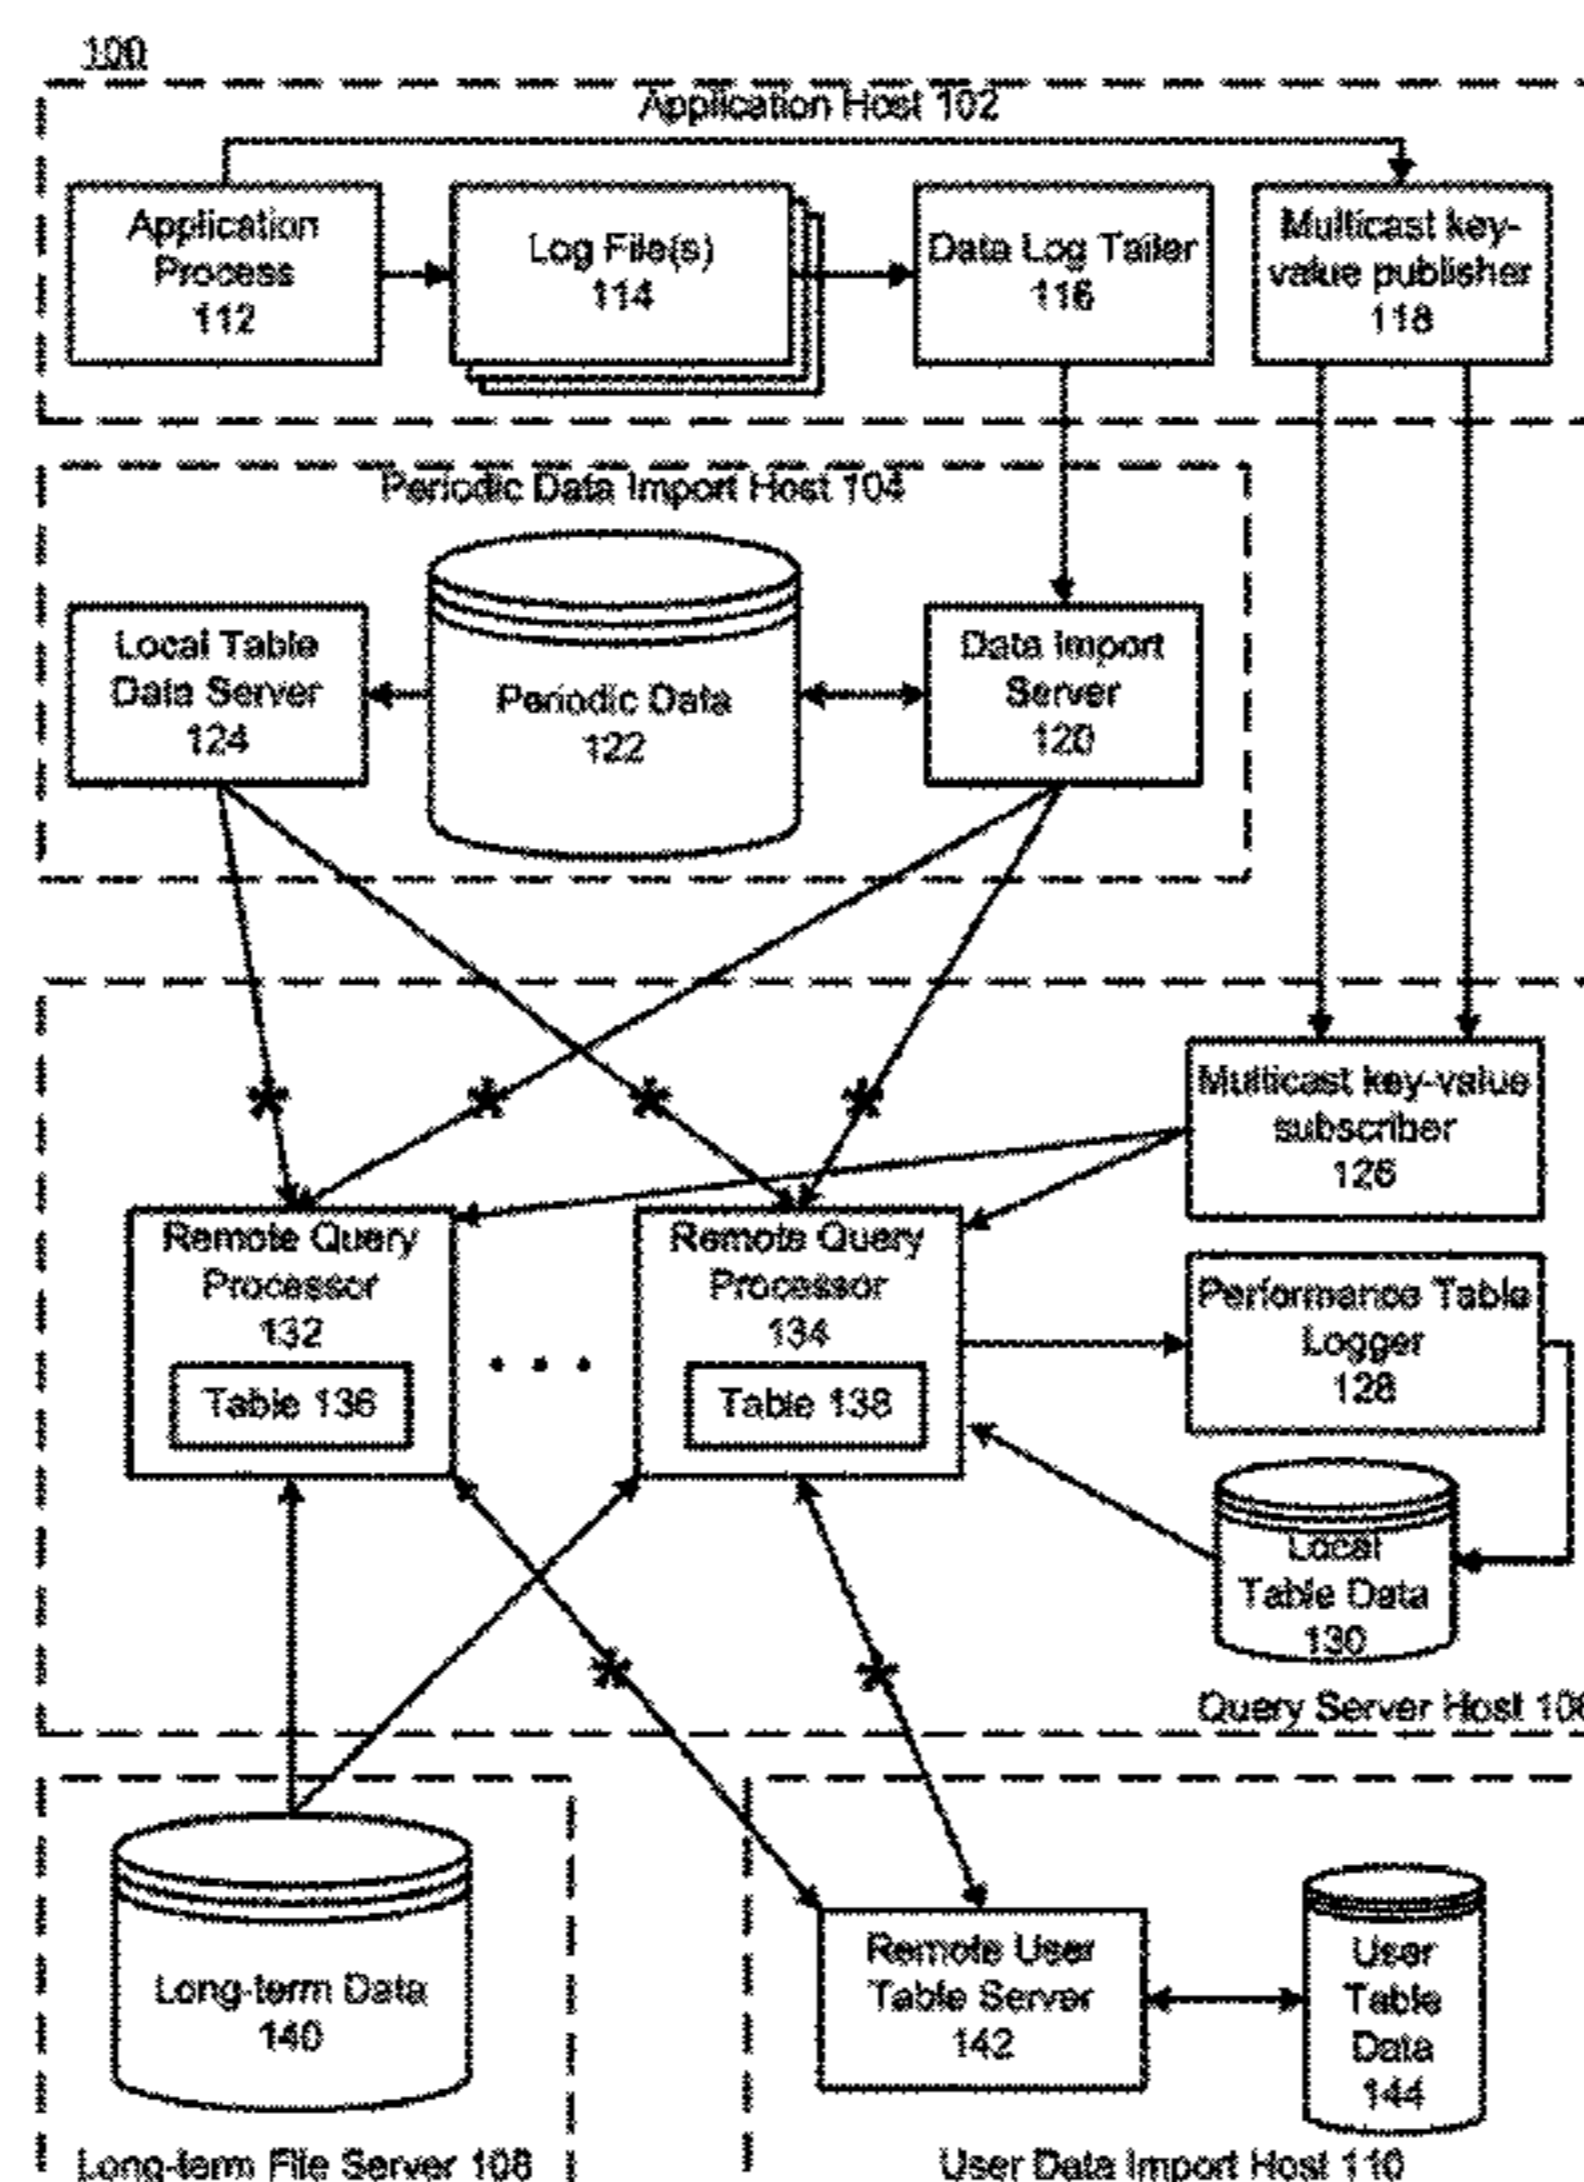 100
Application Host 102
Application
Process
112
Log File(s)
114
Data Log Tailer
116
Multicast key-
value publisher
118
Periodic Data Import Host 104
Local Table
Data Server
124
Periodic Data
122
Data Import
Server
120
Multicast key-value
subscriber
126
Remote Query
Processor
132
Table 136
Remote Query
Processor
134
Table 138
Performance Table
Logger
128
Local
Table Data
130
Query Server Host 106
Long-term Data
140
Long-term File Server 108
Remote User
Table Server
142
User
Table
Data
144
User Data Import Host 110